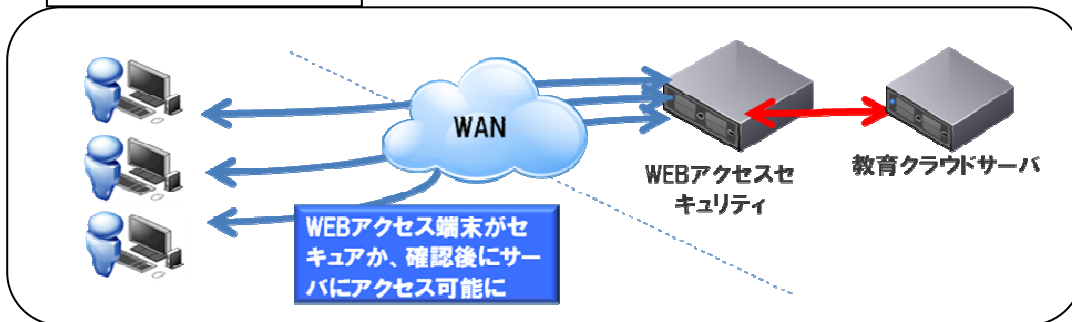 WAN
WEBアクセスセ
キュリティ
教育クラウドサーバ
WEBアクセス端末がセ
キュアか、確認後にサー
バにアクセス可能に